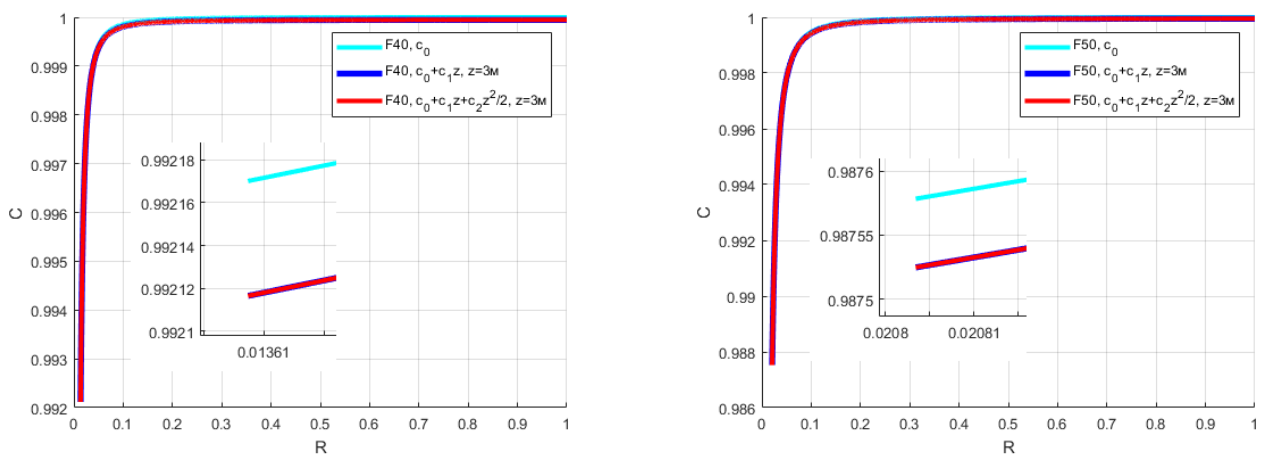 1
0.999
0.998
0.997
0.996
0.995
0.994
0.993
0.992
C
F40, c₀
F40, c₀+c₁z, z=3м
F40, c₀+c₁z+c₂z²/2, z=3м
0.99218
0.99216
0.99214
0.99212
0.9921
0.01361
0 0.1 0.2 0.3 0.4 0.5 0.6 0.7 0.8 0.9 1
R
1
0.998
0.996
0.994
0.992
0.99
0.988
0.986
C
F50, c₀
F50, c₀+c₁z, z=3м
F50, c₀+c₁z+c₂z²/2, z=3м
0.9876
0.98755
0.9875
0.0208 0.02081
0 0.1 0.2 0.3 0.4 0.5 0.6 0.7 0.8 0.9 1
R